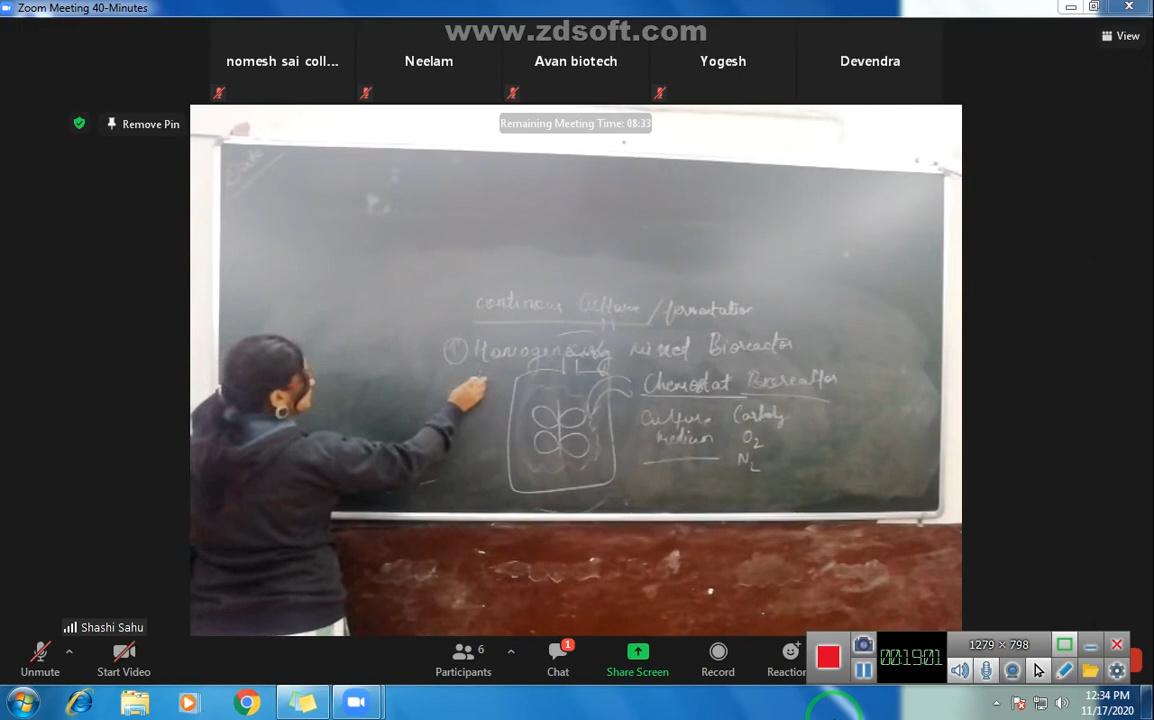 Zoom Meeting 40-Minutes
www.zdsoft.com
View
nomesh sai coll...
Neelam
Avan biotech
Yogesh
Devendra
Remove Pin
Remaining Meeting Time: 08:33
continous Culture / fermentation
① Homogenously mixed Bioreactor
Chemostat Bioreactor
Culture Carbohy
Medium O2
N2
Shashi Sahu
Unmute
Start Video
6
Participants
1
Chat
Share Screen
Record
Reaction
1279 × 798
00:19:01
12:34 PM
11/17/2020